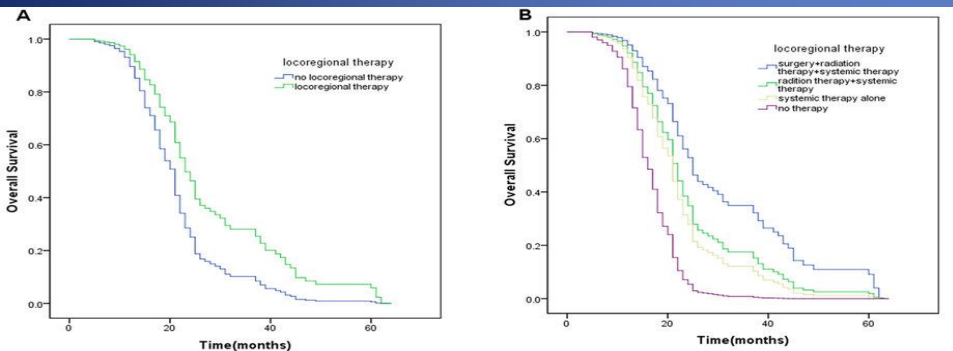 A
1.0
0.8
0.6
0.4
0.2
0.0
Overall Survival
0
20
40
60
Time(months)
locoregional therapy
no locoregional therapy
locoregional therapy
B
1.0
0.8
0.6
0.4
0.2
0.0
Overall Survival
0
20
40
60
Time(months)
locoregional therapy
surgery+radiation
therapy+systemic therapy
radition therapy+systemic
therapy
systemic therapy alone
no therapy